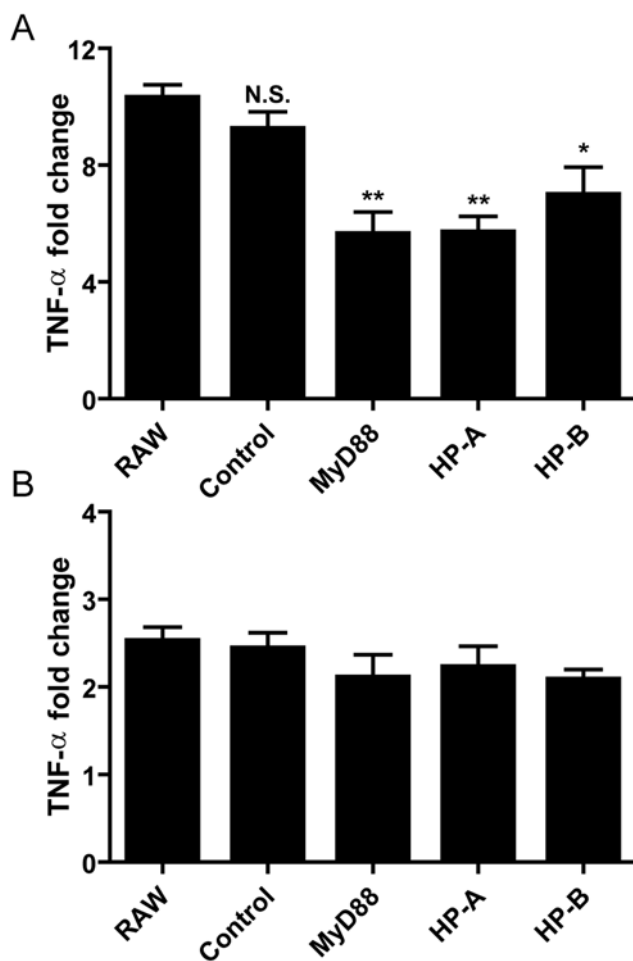 A
TNF-α fold change
12
8
4
0
N.S.
**
**
*
RAW
Control
MyD88
HP-A
HP-B
B
TNF-α fold change
4
3
2
1
0
RAW
Control
MyD88
HP-A
HP-B